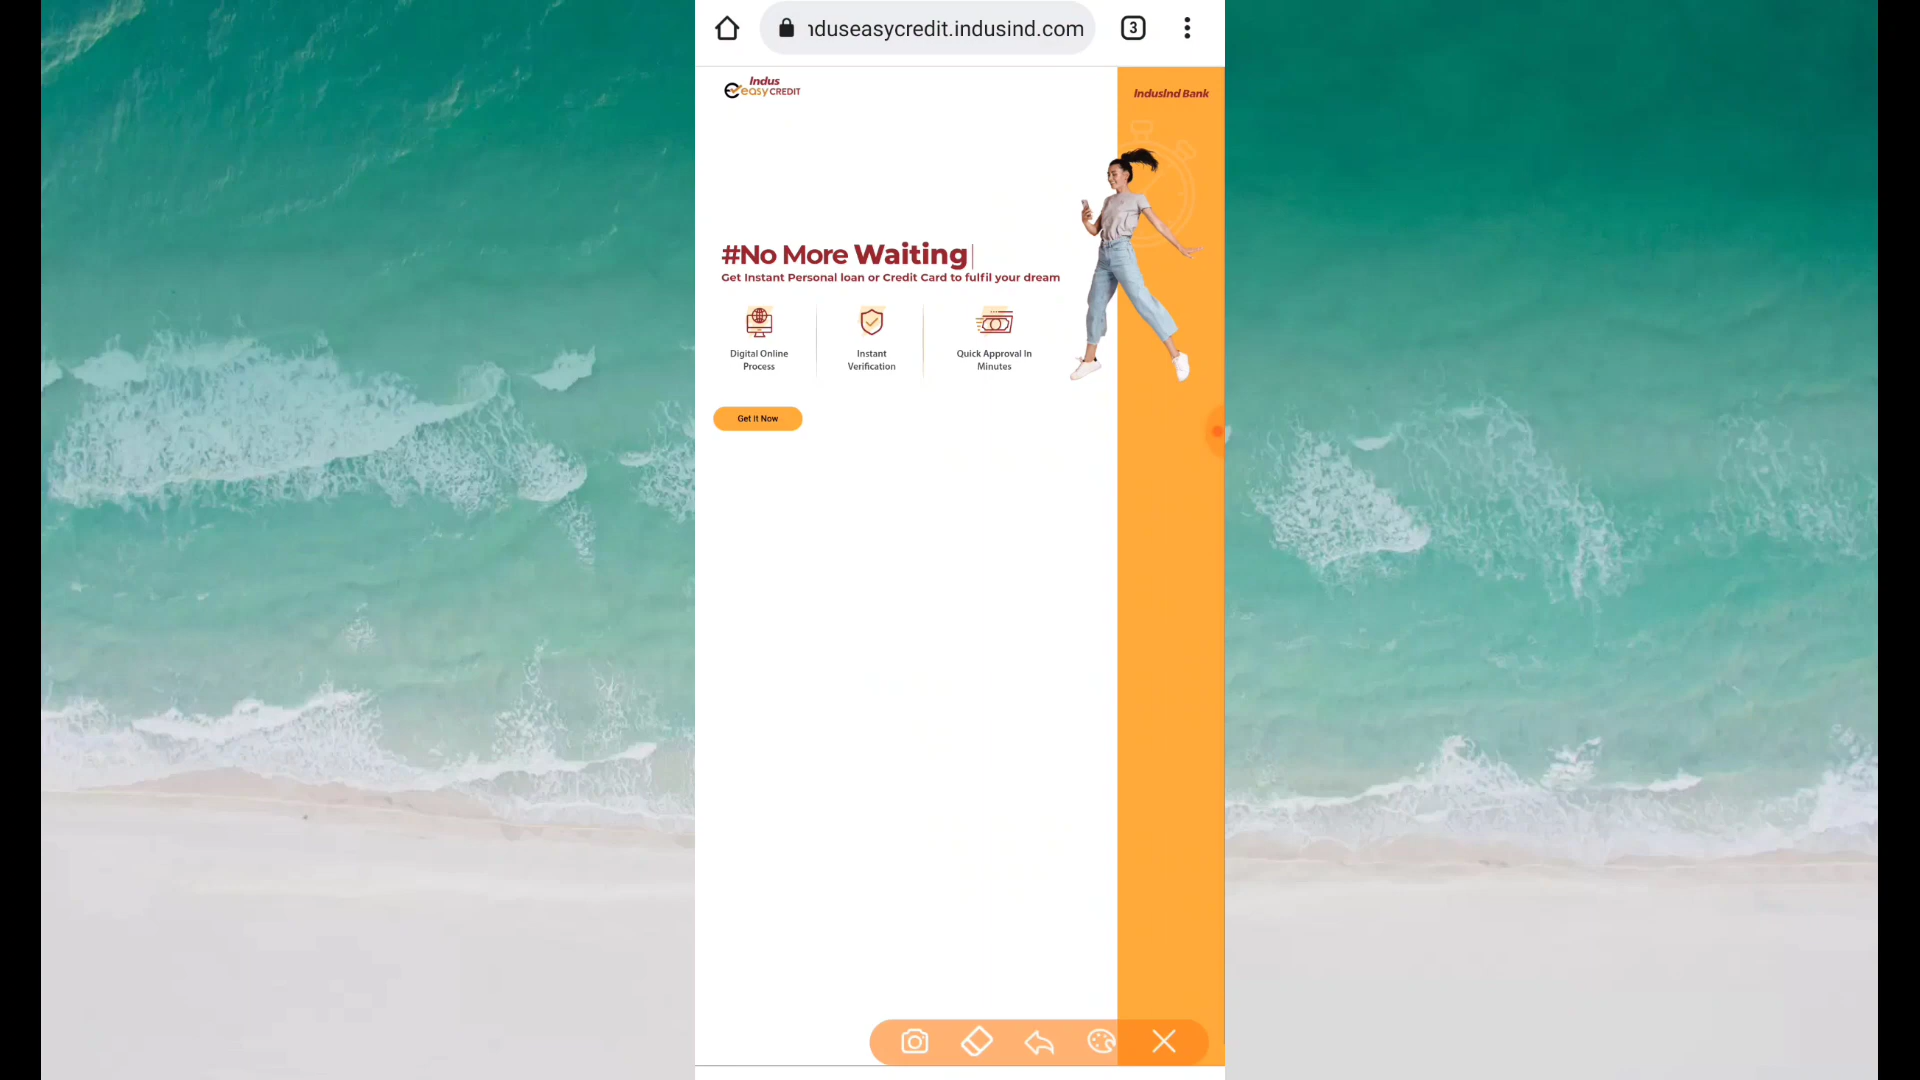 nduseasycredit.indusind.com
3
Indus
easy CREDIT
IndusInd Bank
#No More Waiting
Get Instant Personal loan or Credit Card to fulfil your dream
Digital Online
Process
Instant
Verification
Quick Approval In
Minutes
Get It Now